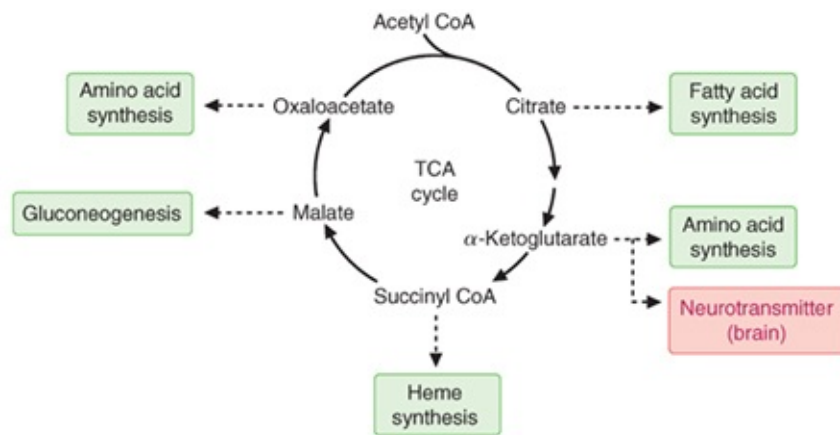 Acetyl CoA
Amino acid
synthesis
Oxaloacetate
Citrate
Fatty acid
synthesis
TCA
cycle
Gluconeogenesis
Malate
α-Ketoglutarate
Amino acid
synthesis
Succinyl CoA
Neurotransmitter
(brain)
Heme
synthesis